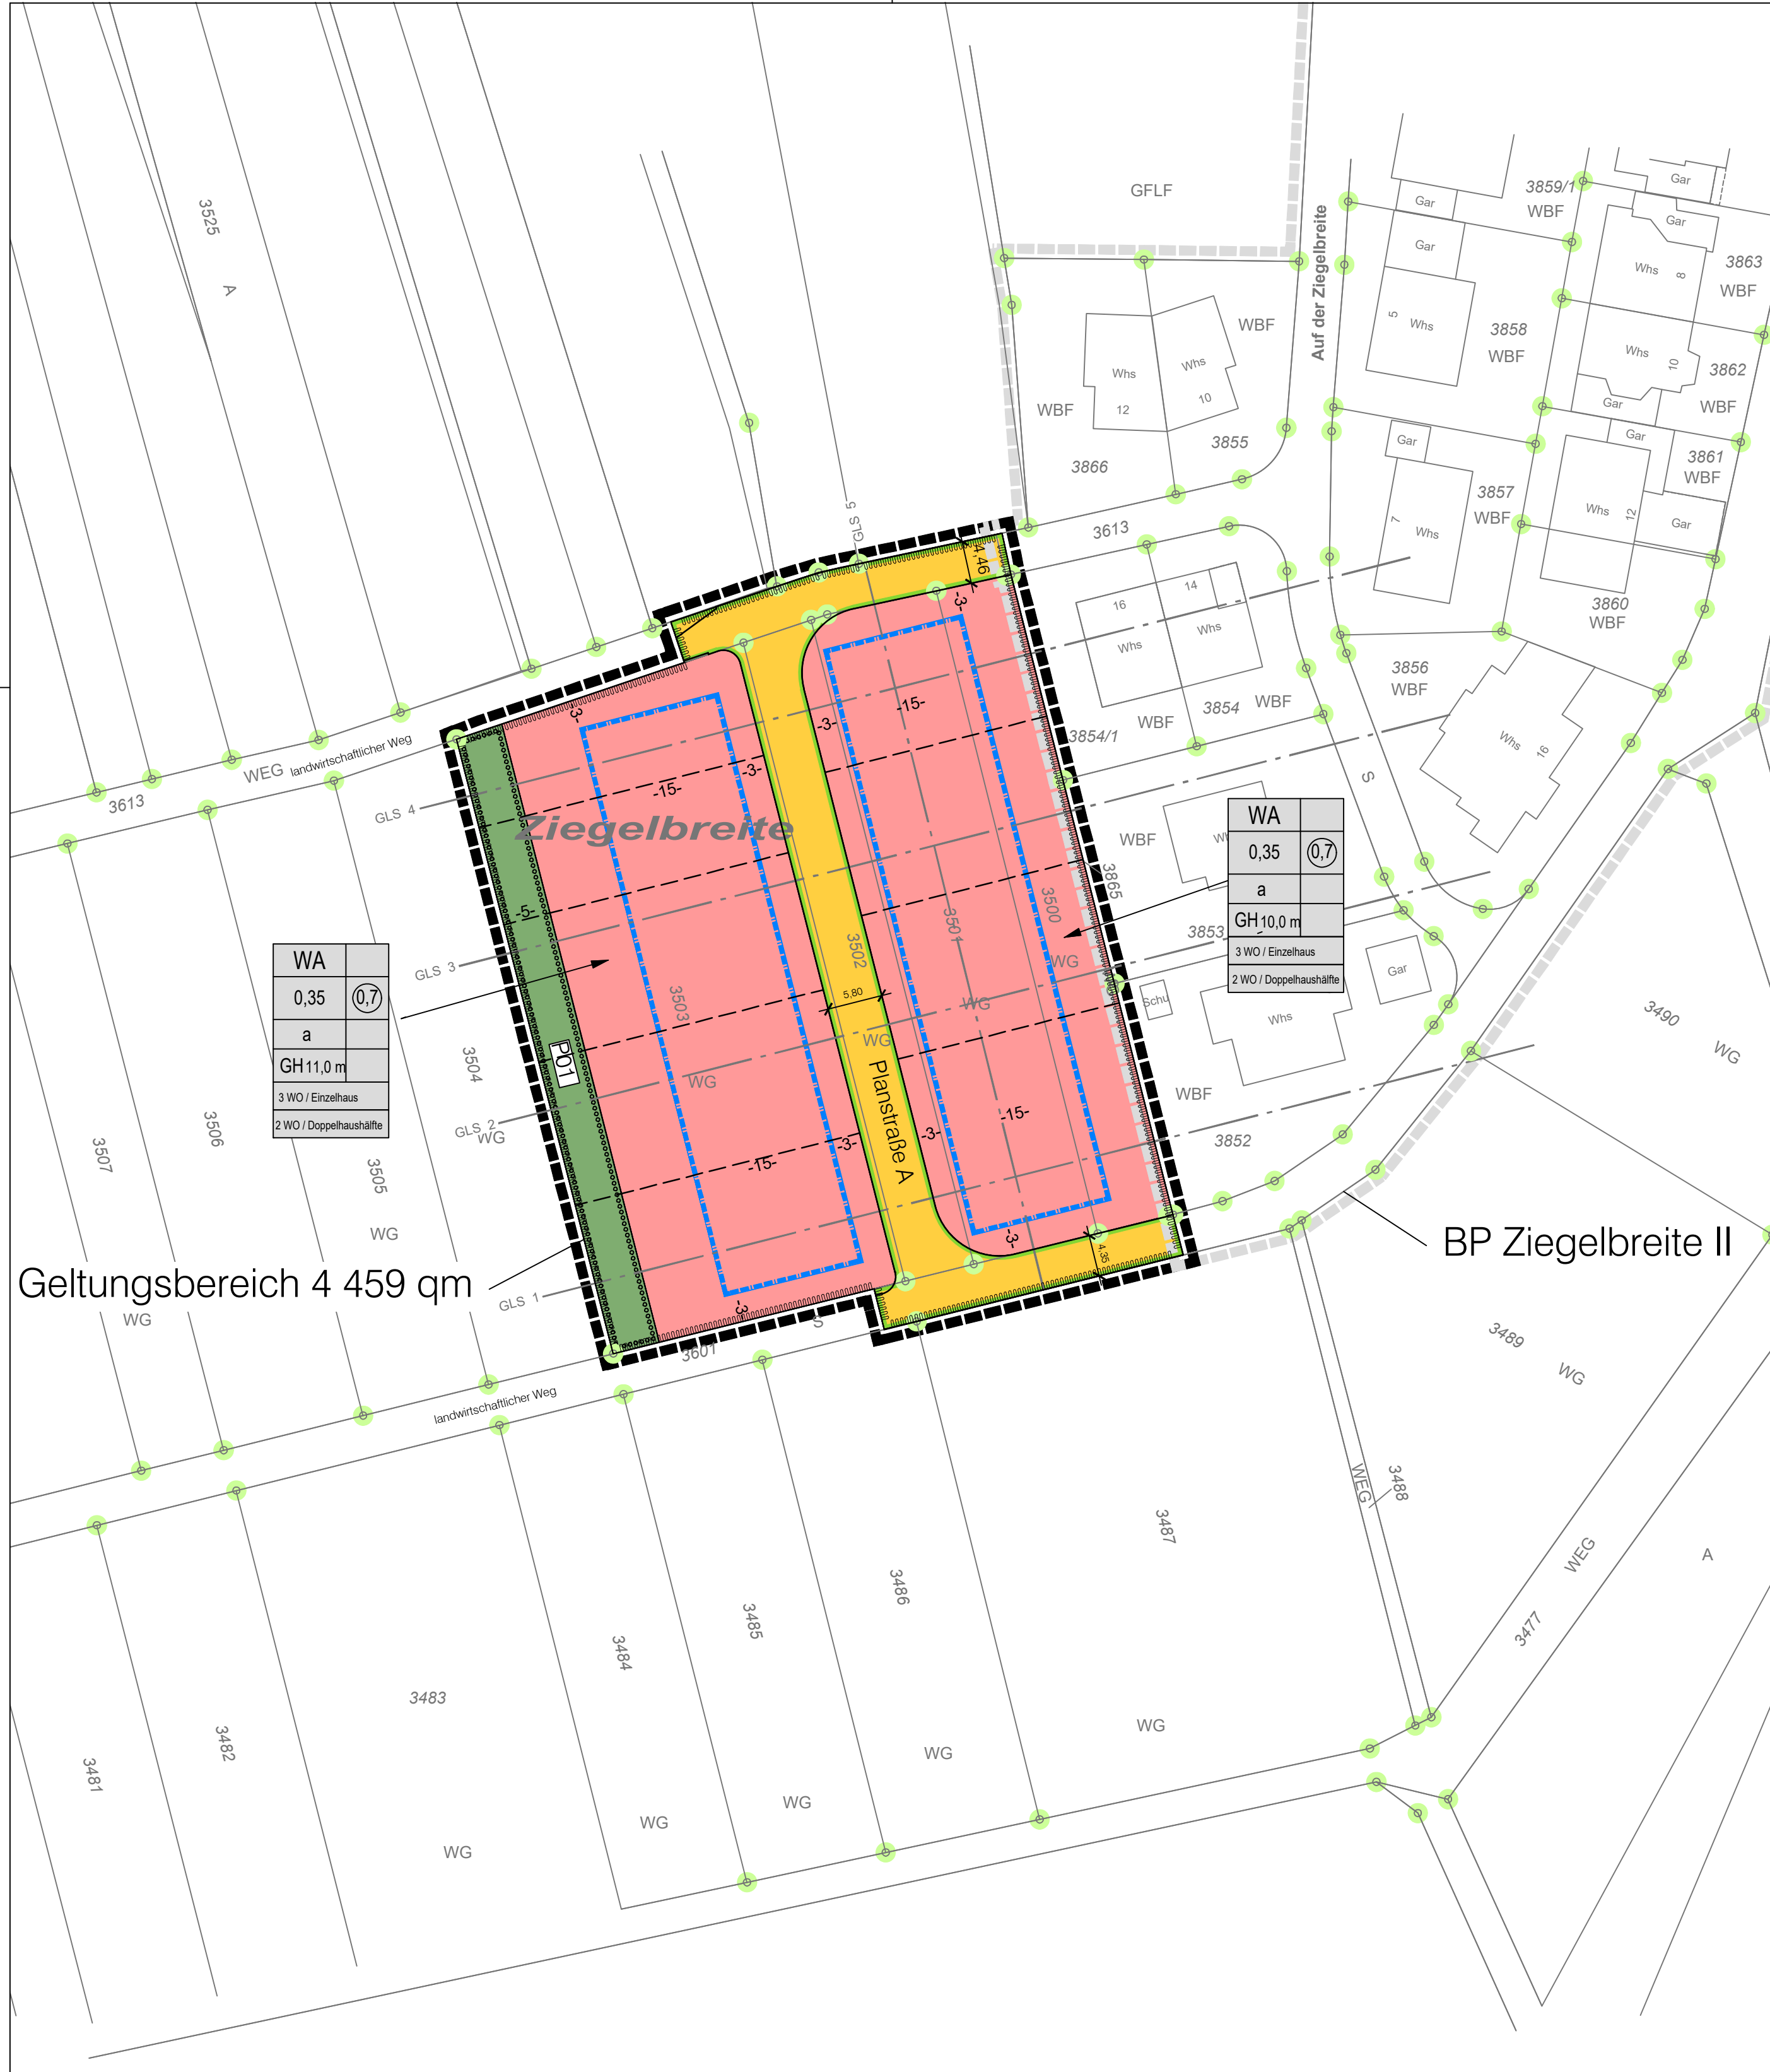 GFLF
3859/1
WBF
Gar
Gar
Gar
Gar
Auf der Ziegelbreite
3525
A
Whs
8
3863
WBF
5
Whs
3858
WBF
WBF
Whs
12
Whs
10
WBF
Whs
10
3862
WBF
Gar
Gar
Gar
3855
3866
3861
WBF
3857
WBF
7
Whs
Whs
12
Gar
GLS 5
3613
4,46
-3-
16
14
Whs
Whs
3860
WBF
3856
WBF
WBF
3854
WBF
3854/1
-3-
-3-
-15-
Whs
16
WEG
landwirtschaftlicher Weg
3613
GLS 4
-3-
-15-
S
Ziegelbreite
WBF
WA
0,35
0,7
a
GH 10,0 m
3 WO / Einzelhaus
2 WO / Doppelhaushälfte
3865
3500
3501
3502
-5-
3853
WG
GLS 3
Gar
WA
0,35
0,7
a
GH 11,0 m
3 WO / Einzelhaus
2 WO / Doppelhaushälfte
5,80
3503
WG
Schu
Whs
3490
WG
WG
P01
3504
WG
Planstraße A
WBF
GLS 2
WG
3506
3507
3505
-15-
-3-
-3-
-15-
3852
WG
BP Ziegelbreite II
-3-
4,35
Geltungsbereich 4 459 qm
GLS 1
-3-
WG
S
3601
3489
WG
landwirtschaftlicher Weg
WEG
3488
3487
WEG
A
3486
3485
3484
3477
3483
3482
3481
WG
WG
WG
WG
WG